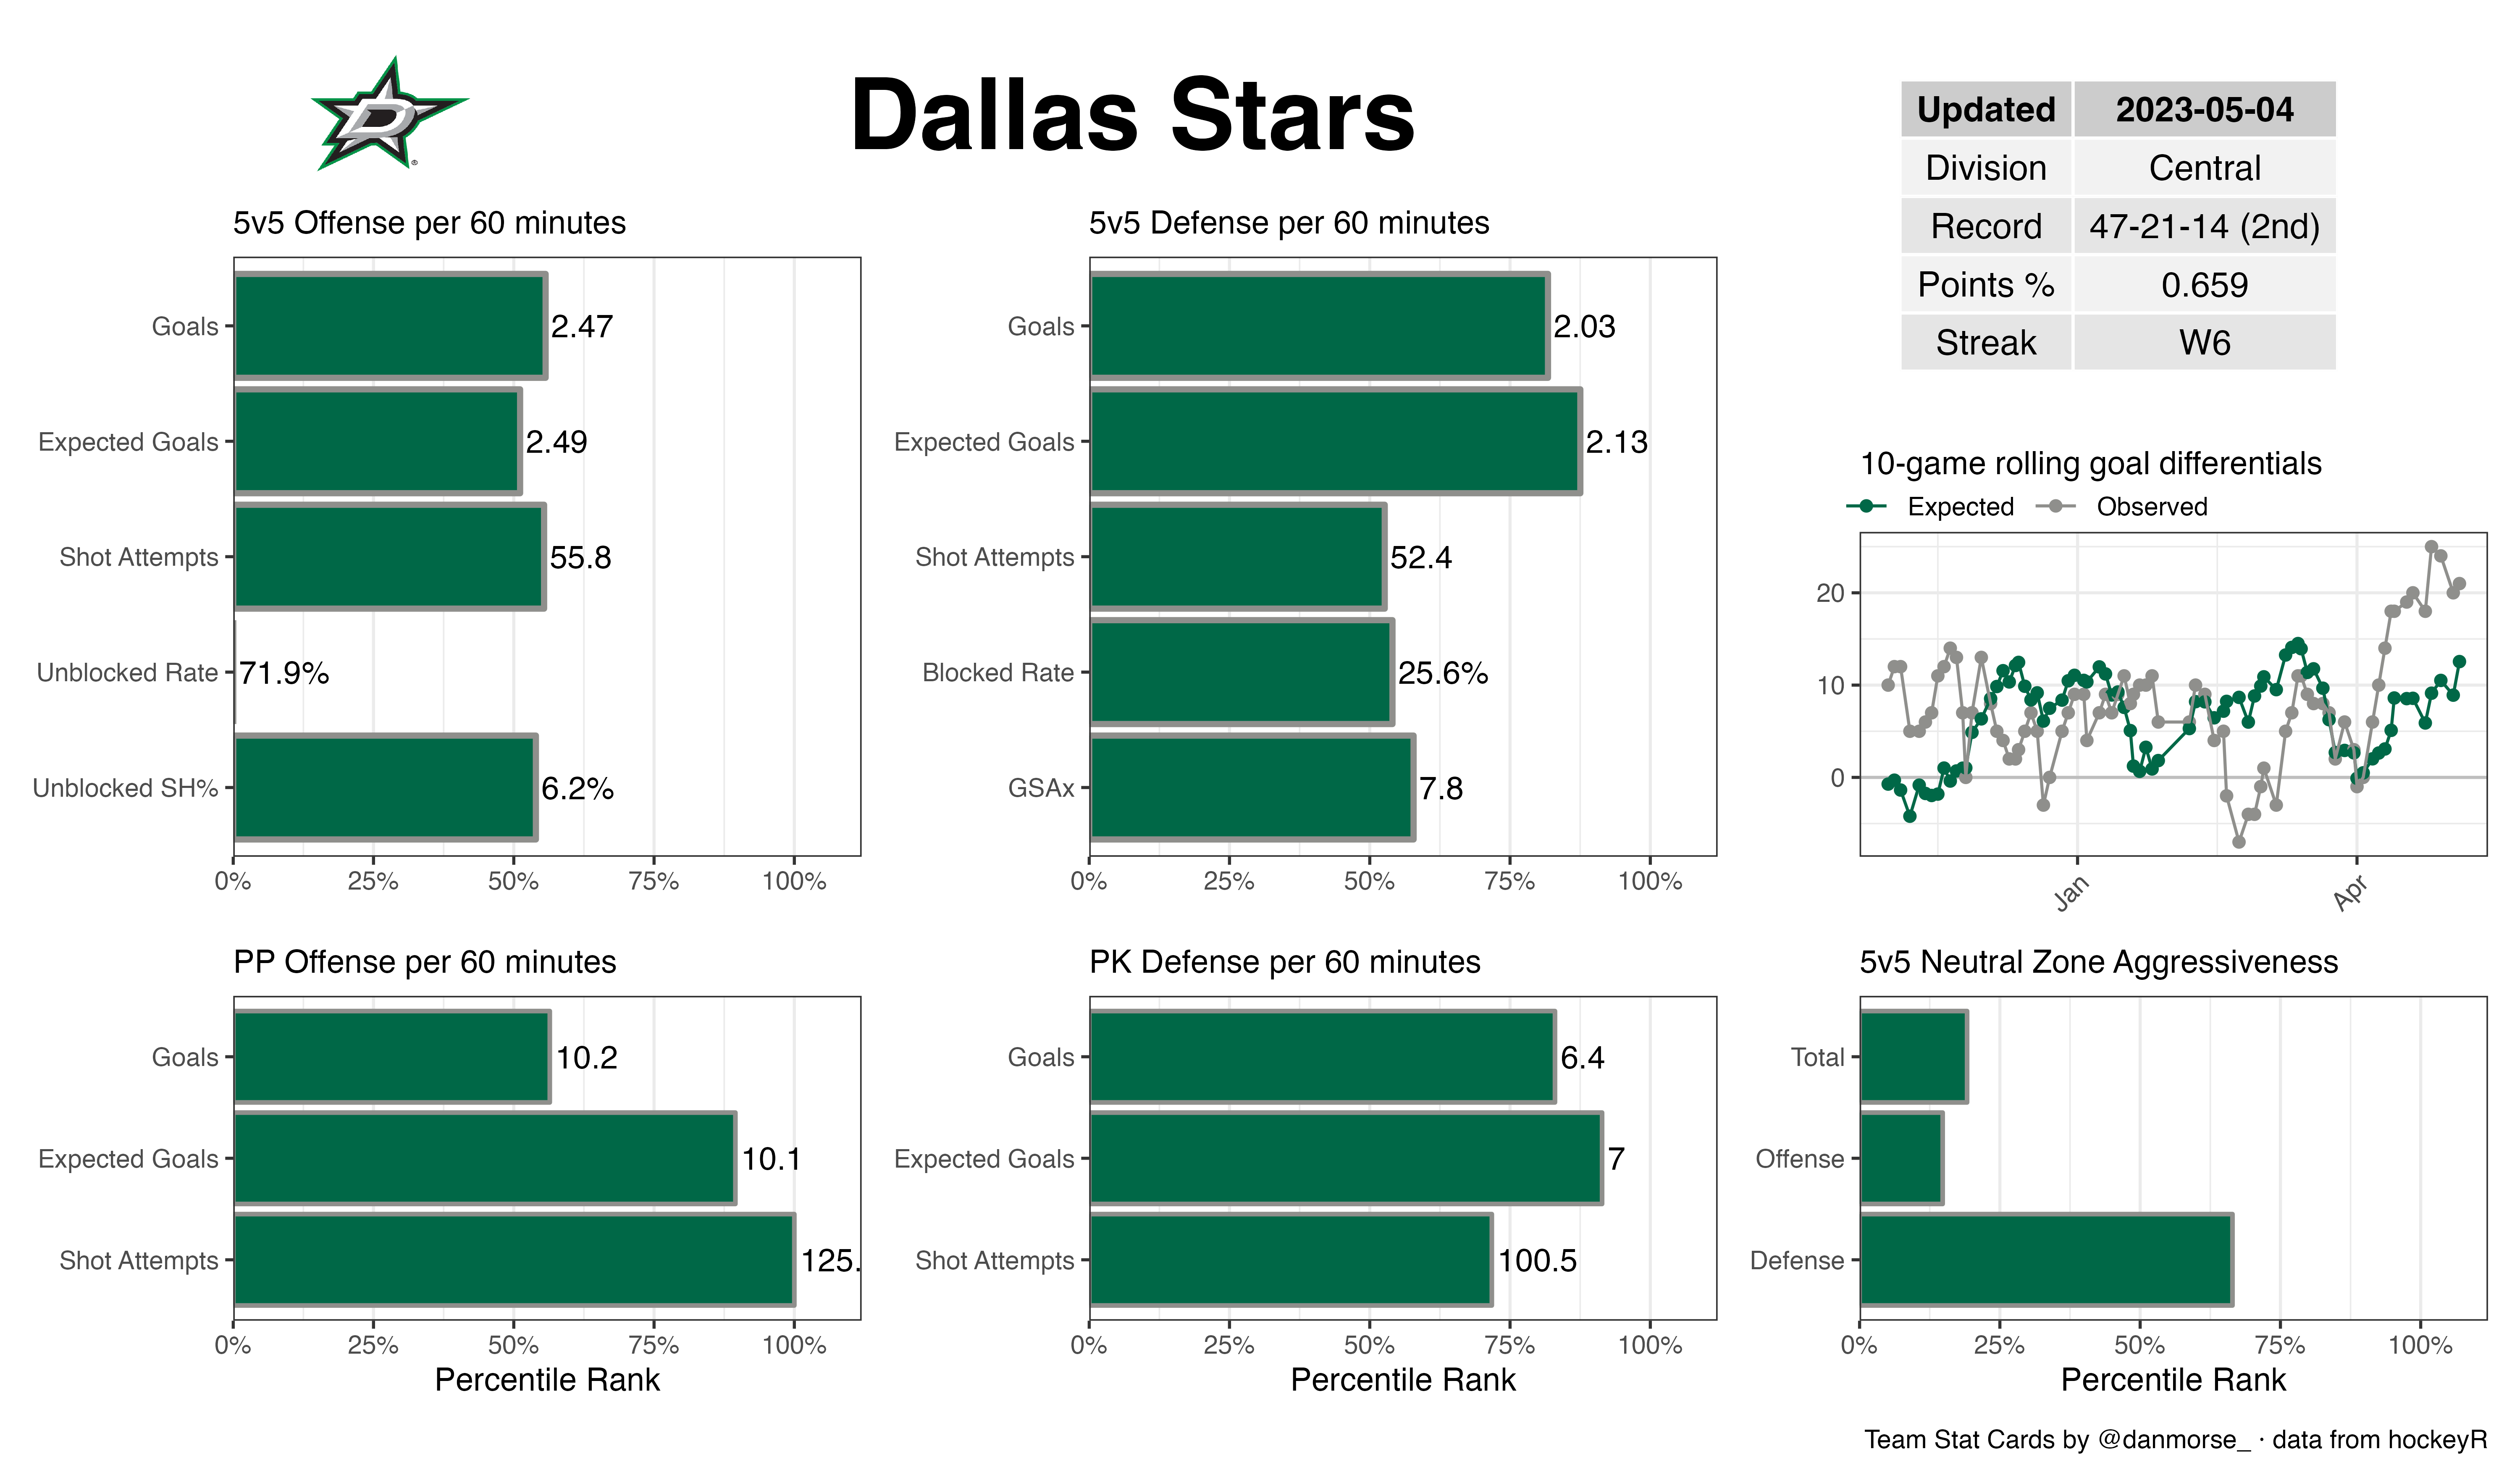 Dallas Stars
Updated 2023-05-04
Division Central
Record 47-21-14 (2nd)
Points % 0.659
Streak W6
5v5 Offense per 60 minutes
Goals 2.47
Expected Goals 2.49
Shot Attempts 55.8
Unblocked Rate 71.9%
Unblocked SH% 6.2%
0% 25% 50% 75% 100%
5v5 Defense per 60 minutes
Goals 2.03
Expected Goals 2.13
Shot Attempts 52.4
Blocked Rate 25.6%
GSAx 7.8
0% 25% 50% 75% 100%
10-game rolling goal differentials
Expected Observed
20
10
0
Jan Apr
PP Offense per 60 minutes
Goals 10.2
Expected Goals 10.1
Shot Attempts 125.
0% 25% 50% 75% 100%
Percentile Rank
PK Defense per 60 minutes
Goals 6.4
Expected Goals 7
Shot Attempts 100.5
0% 25% 50% 75% 100%
Percentile Rank
5v5 Neutral Zone Aggressiveness
Total
Offense
Defense
0% 25% 50% 75% 100%
Percentile Rank
Team Stat Cards by @danmorse_ · data from hockeyR